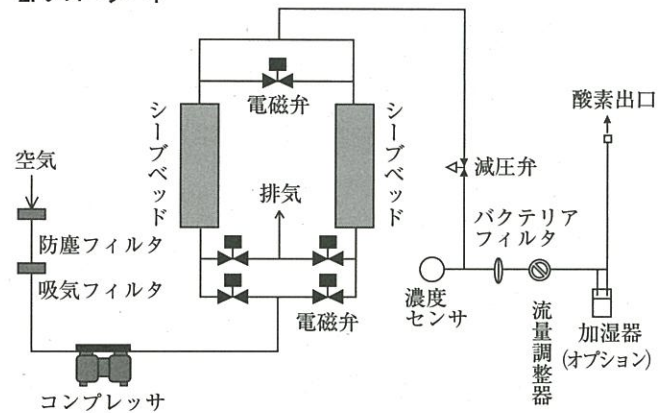 電磁弁
シーブベッド
シーブベッド
酸素出口
空気
排気
減圧弁
防塵フィルタ
バクテリア
フィルタ
吸気フィルタ
濃度
センサ
電磁弁
流量調整器
加湿器
(オプション)
コンプレッサ